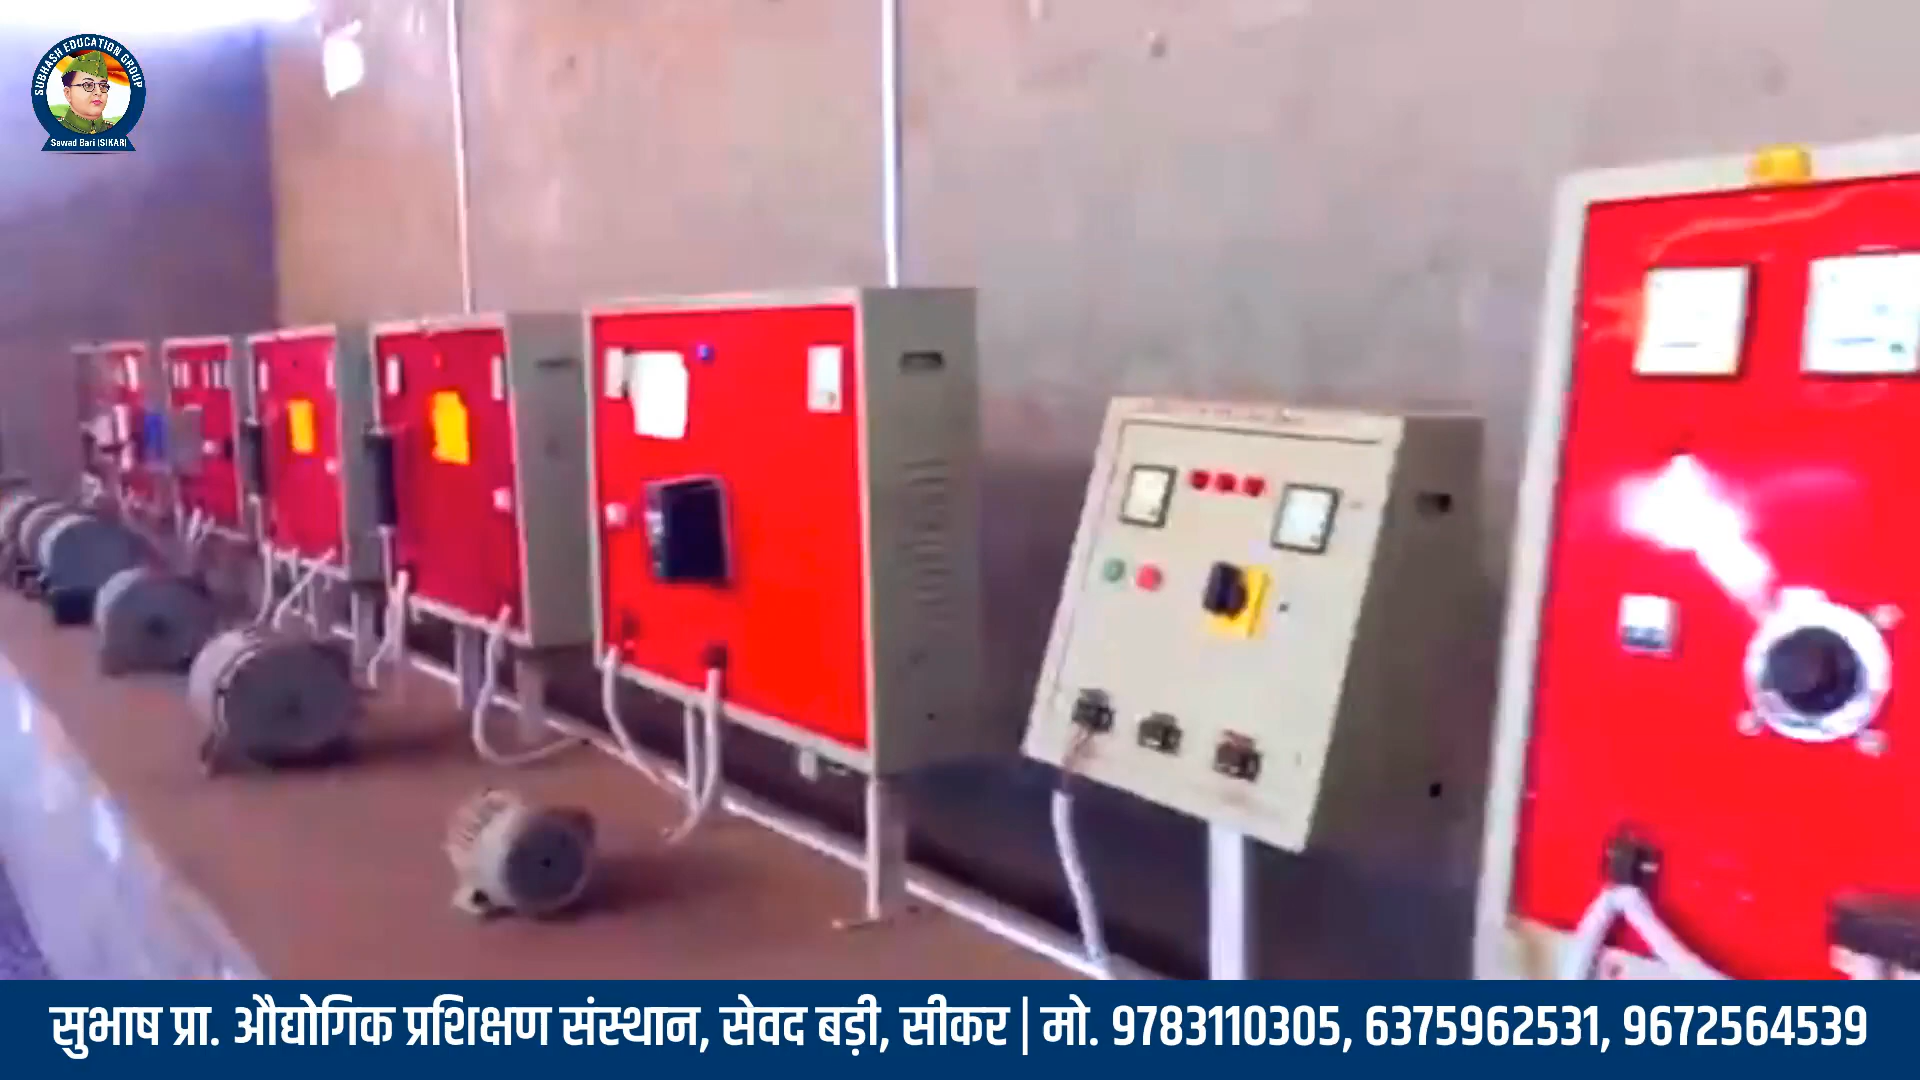 SUBHASH EDUCATION GROUP
Sewad Bari (SIKAR)
सुभाष प्रा. औद्योगिक प्रशिक्षण संस्थान, सेवद बड़ी, सीकर | मो. 9783110305, 6375962531, 9672564539